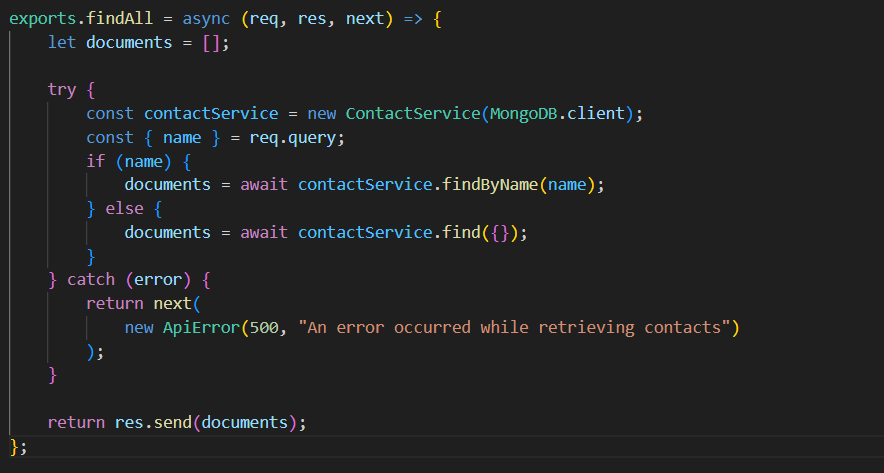 exports.findAll = async (req, res, next) => {
    let documents = [];

    try {
        const contactService = new ContactService(MongoDB.client);
        const { name } = req.query;
        if (name) {
            documents = await contactService.findByName(name);
        } else {
            documents = await contactService.find({});
        }
    } catch (error) {
        return next(
            new ApiError(500, "An error occurred while retrieving contacts")
        );
    }

    return res.send(documents);
};